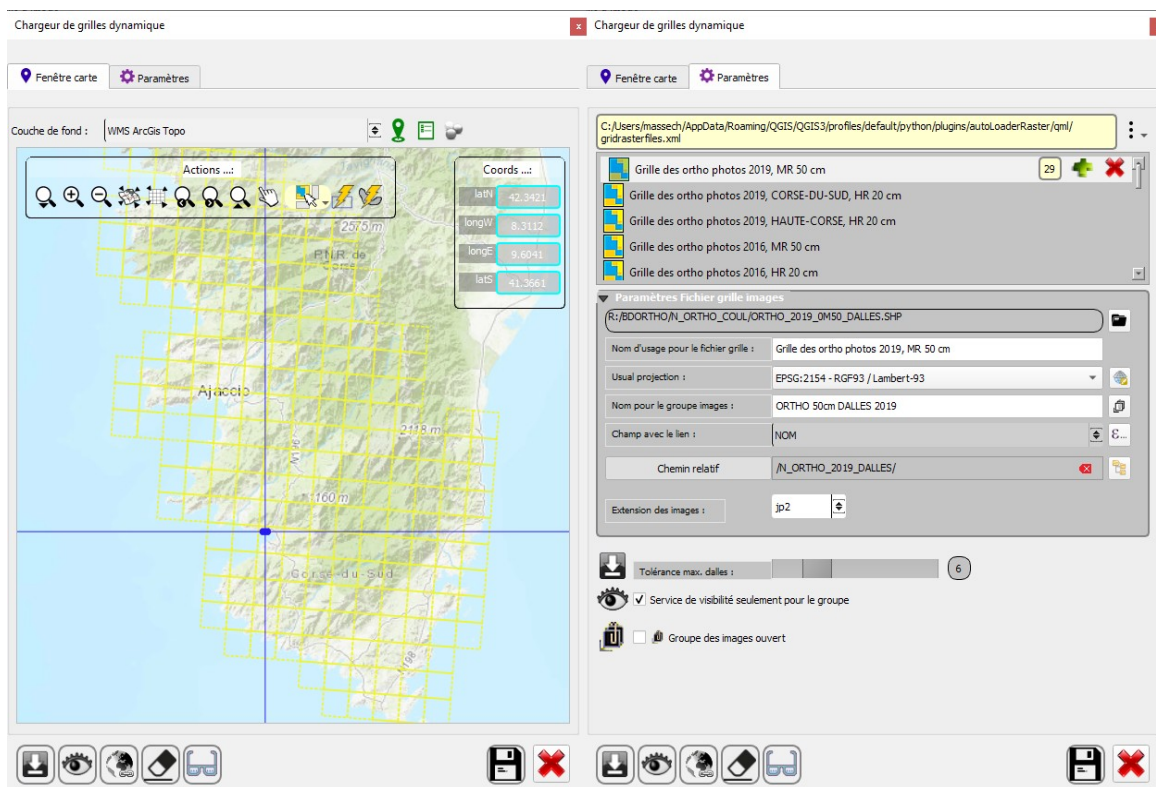 Chargeur de grilles dynamique
x
Fenêtre carte
Paramètres
Couche de fond :
WMS ArcGis Topo
Actions ...:
Coords ...:
latN
42.3421
longW
8.3112
longE
9.6041
latS
41.3661
2575 m
P.N.R. de
Ajaccio
2118 m
1160 m
Corse-du-Sud
N198
Chargeur de grilles dynamique
Fenêtre carte
Paramètres
C:/Users/massech/AppData/Roaming/QGIS/QGIS3/profiles/default/python/plugins/autoLoaderRaster/qml/
gridrasterfiles.xml
Grille des ortho photos 2019, MR 50 cm
29
Grille des ortho photos 2019, CORSE-DU-SUD, HR 20 cm
Grille des ortho photos 2019, HAUTE-CORSE, HR 20 cm
Grille des ortho photos 2016, MR 50 cm
Grille des ortho photos 2016, HR 20 cm
Paramètres Fichier grille images
R:/BDORTHO/N_ORTHO_COUL/ORTHO_2019_0M50_DALLES.SHP
Nom d'usage pour le fichier grille :
Grille des ortho photos 2019, MR 50 cm
Usual projection :
EPSG:2154 - RGF93 / Lambert-93
Nom pour le groupe images :
ORTHO 50cm DALLES 2019
Champ avec le lien :
NOM
ε...
Chemin relatif
/N_ORTHO_2019_DALLES/
Extension des images :
jp2
Tolérance max. dalles :
6
Service de visibilité seulement pour le groupe
Groupe des images ouvert